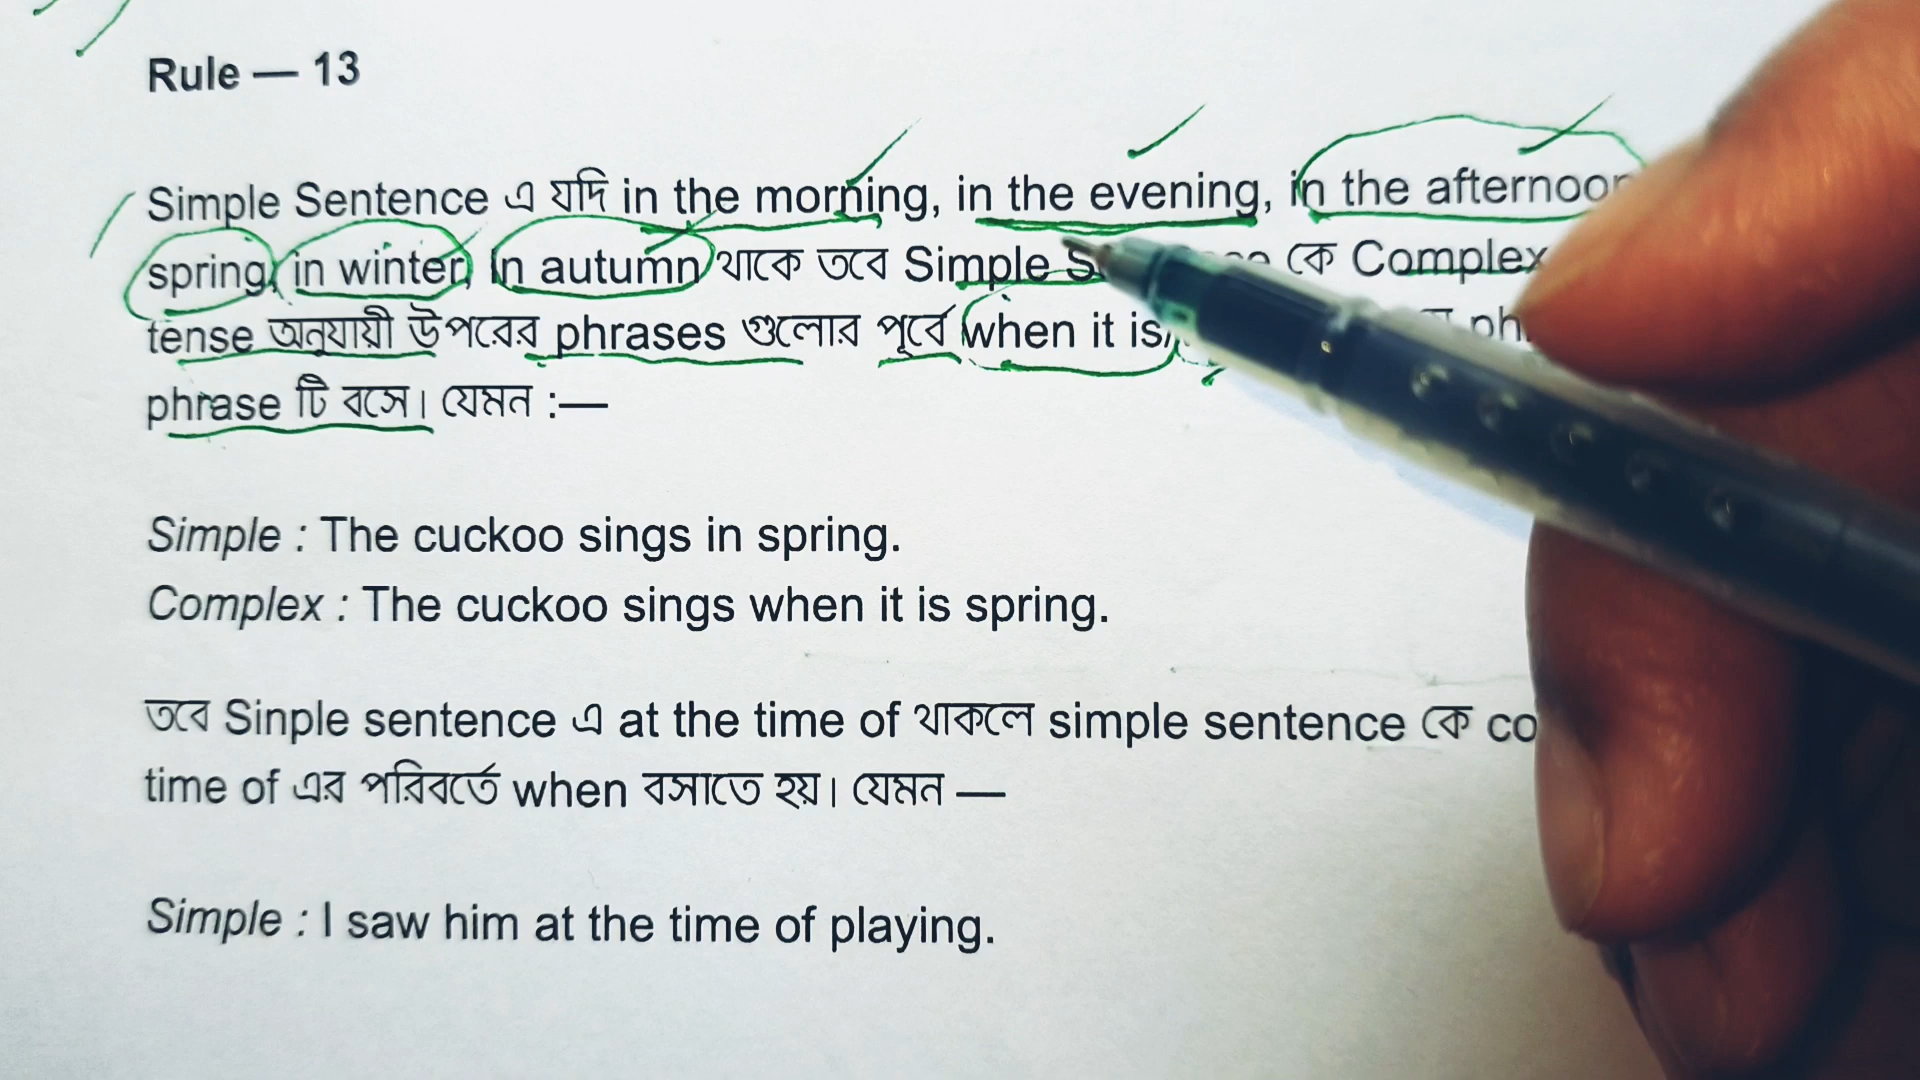 Rule — 13
Simple Sentence এ যদি in the morning, in the evening, in the afternoon
spring, in winter, in autumn থাকে তবে Simple কে Complex
tense অনুযায়ী উপরের phrases গুলোর পূর্বে when it is/
phrase টি বসে। যেমন :—
Simple : The cuckoo sings in spring.
Complex : The cuckoo sings when it is spring.
তবে Sinple sentence এ at the time of থাকলে simple sentence কে co
time of এর পরিবর্তে when বসাতে হয়। যেমন —
Simple : I saw him at the time of playing.